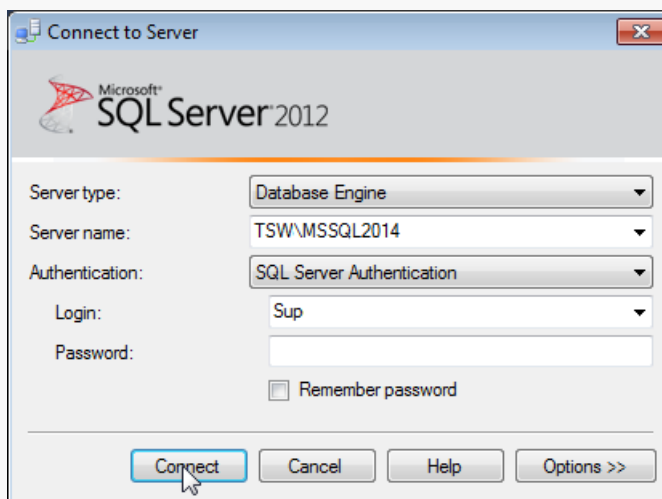 Connect to Server
Microsoft®
SQL Server® 2012
Server type: Database Engine
Server name: TSW\MSSQL2014
Authentication: SQL Server Authentication
Login: Sup
Password:
Remember password
Connect Cancel Help Options >>